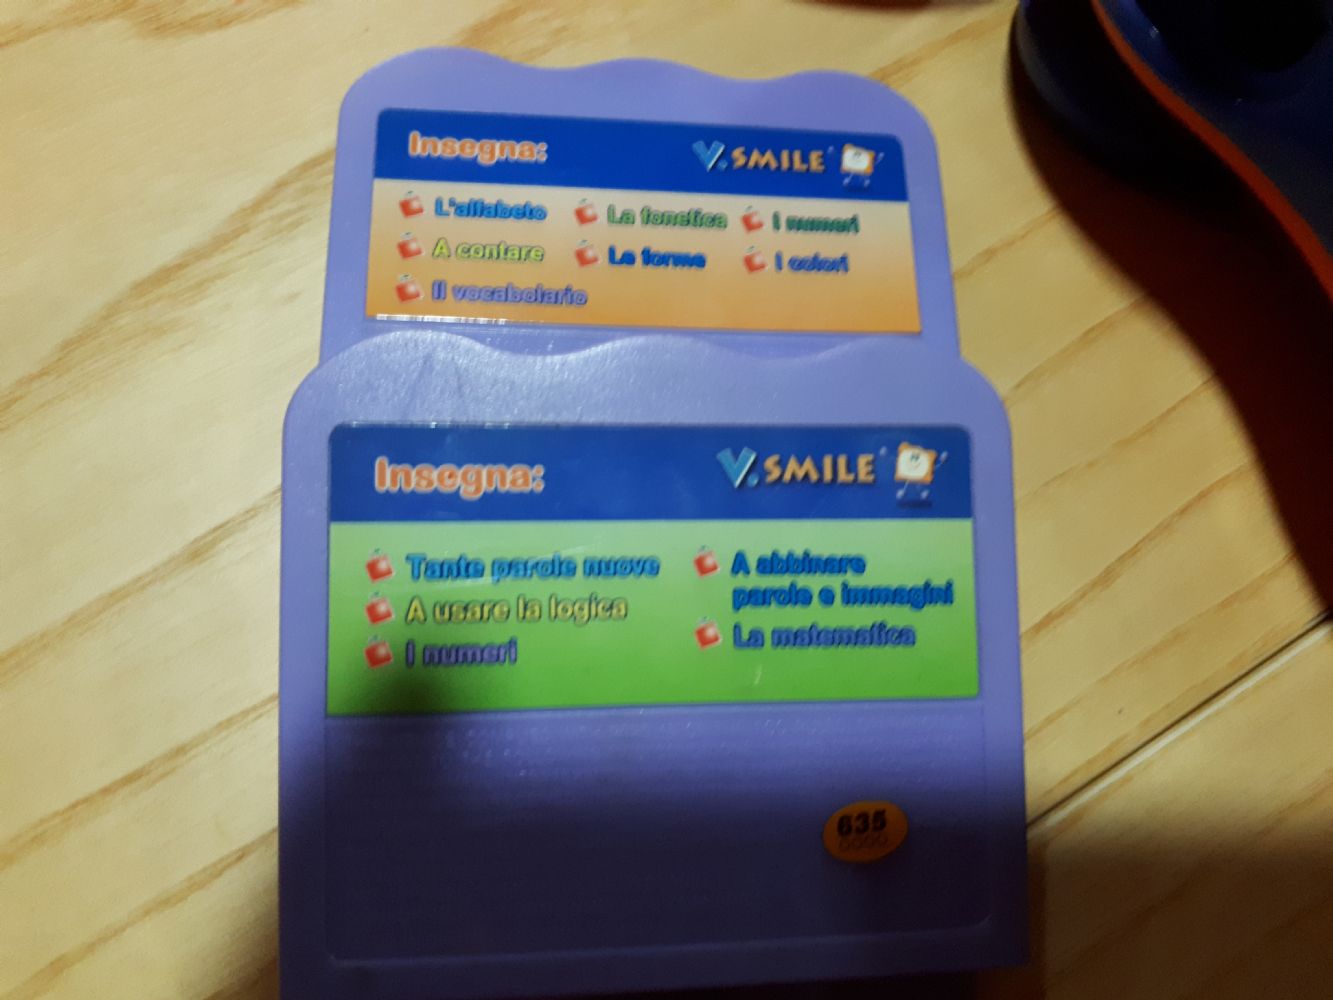 Insegna:
V.SMILE
L'alfabeto
La fonetica
I numeri
A contare
Le forme
I colori
Il vocabolario
Insegna:
V.SMILE
Tante parole nuove
A usare la logica
I numeri
A abbinare
parole e immagini
La matematica
635